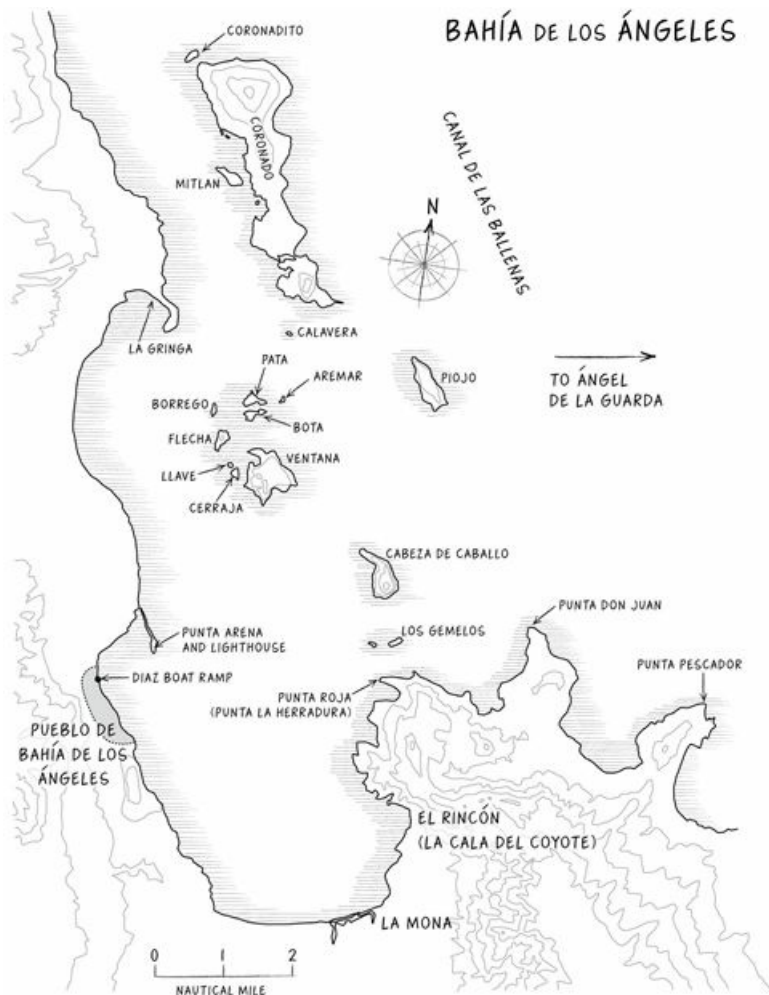 BAHÍA DE LOS ÁNGELES
CORONADITO
CORONADO
CANAL DE LAS BALLENAS
MITLAN
N
LA GRINGA
CALAVERA
PATA
AREMAR
PIOJO
TO ÁNGEL
DE LA GUARDA
BORREGO
BOTA
FLECHA
VENTANA
LLAVE
CERRAJA
CABEZA DE CABALLO
PUNTA DON JUAN
PUNTA ARENA
AND LIGHTHOUSE
LOS GEMELOS
PUNTA PESCADOR
DIAZ BOAT RAMP
PUNTA ROJA
(PUNTA LA HERRADURA)
PUEBLO DE
BAHÍA DE LOS
ÁNGELES
EL RINCÓN
(LA CALA DEL COYOTE)
LA MONA
0 1 2
NAUTICAL MILE